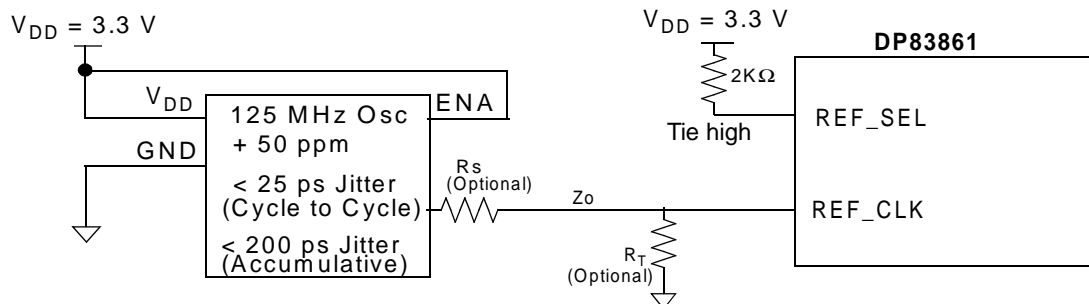 V_DD = 3.3 V
V_DD = 3.3 V
DP83861
2KΩ
V_DD
ENA
125 MHz Osc
+ 50 ppm
REF_SEL
Tie high
GND
Rs
(Optional)
< 25 ps Jitter
(Cycle to Cycle)
Zo
REF_CLK
< 200 ps Jitter
(Accumulative)
R_T
(Optional)